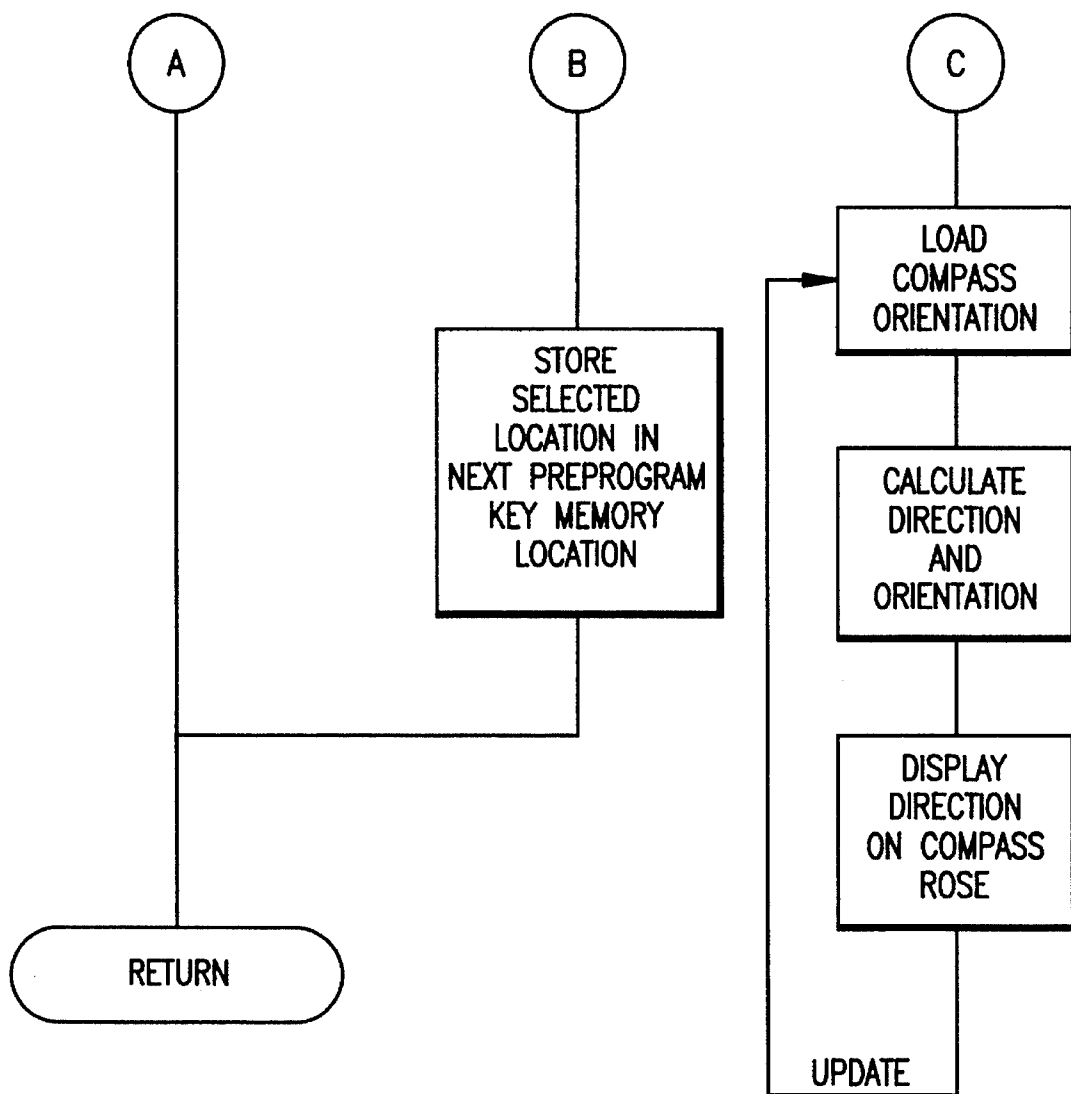 A
B
C
LOAD
COMPASS
ORIENTATION
STORE
SELECTED
LOCATION IN
NEXT PREPROGRAM
KEY MEMORY
LOCATION
CALCULATE
DIRECTION
AND
ORIENTATION
DISPLAY
DIRECTION
ON COMPASS
ROSE
RETURN
UPDATE